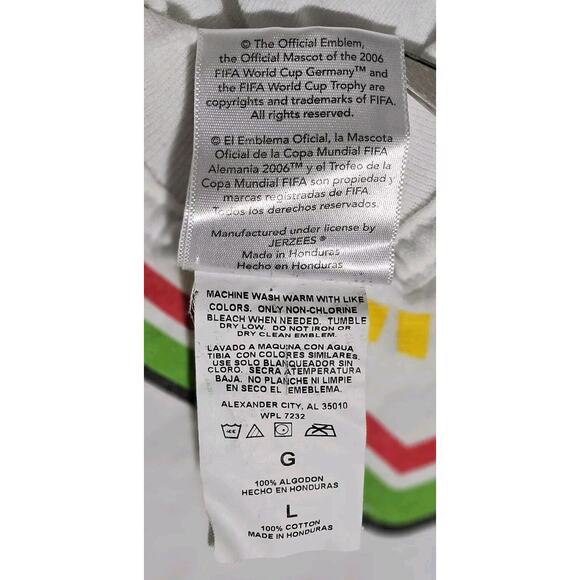 © The Official Emblem,
the Official Mascot of the 2006
FIFA World Cup Germany™ and
the FIFA World Cup Trophy are
copyrights and trademarks of FIFA.
All rights reserved.
© El Emblema Oficial, la Mascota
Oficial de la Copa Mundial FIFA
Alemania 2006™ y el Trofeo de la
Copa Mundial FIFA son propiedad y
marcas registradas de FIFA
Todos los derechos reservados.
Manufactured under license by
JERZEES ®
Made in Honduras
Hecho en Honduras
MACHINE WASH WARM WITH LIKE
COLORS. ONLY NON-CHLORINE
BLEACH WHEN NEEDED. TUMBLE
DRY LOW. DO NOT IRON OR
DRY CLEAN EMBLEM.
LAVADO A MAQUINA CON AGUA
TIBIA CON COLORES SIMILARES.
USE SOLO BLANQUEADOR SIN
CLORO. SECRA ATEMPERATURA
BAJA. NO PLANCHE NI LIMPIE
EN SECO EL EMEBLEMA.
ALEXANDER CITY, AL 35010
WPL 7232
G
100% ALGODON
HECHO EN HONDURAS
L
100% COTTON
MADE IN HONDURAS